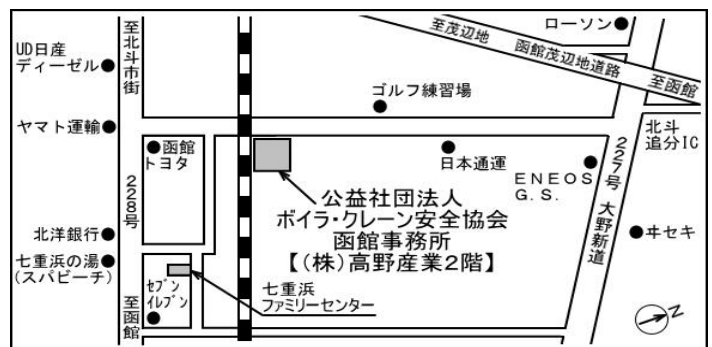 ローソン
至茂辺地
函館茂辺地道路
至函館
至北斗市街
UD日産
ディーゼル
ゴルフ練習場
ヤマト運輸
函館
トヨタ
日本通運
ENEOS
G.S.
北斗
追分IC
227号 大野新道
228号
公益社団法人
ボイラ・クレーン安全協会
函館事務所
【(株)高野産業2階】
北洋銀行
七重浜の湯
(スパビーチ)
ヰセキ
セブン
イレブン
七重浜
ファミリーセンター
至函館
N